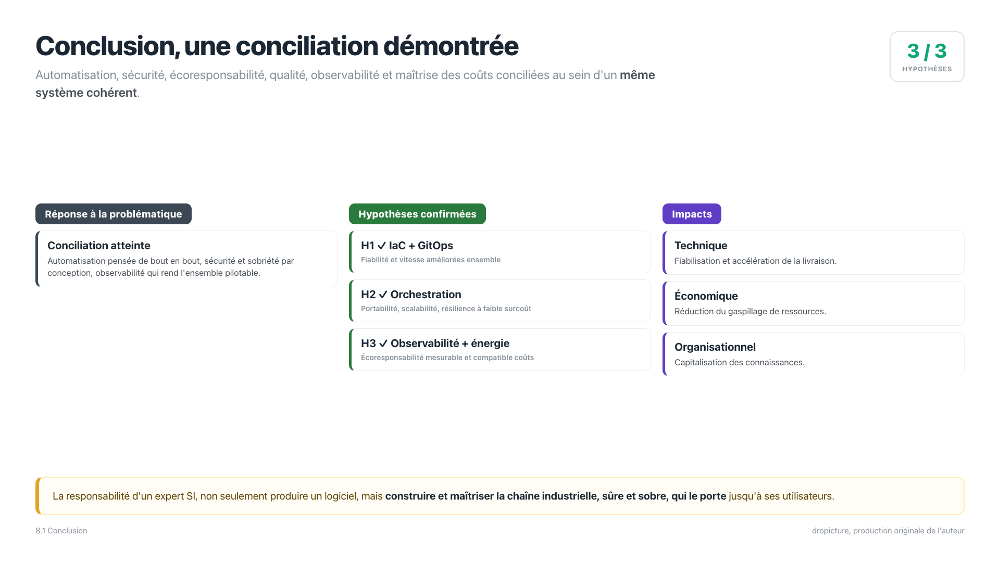 Conclusion, une conciliation démontrée
Automatisation, sécurité, écoresponsabilité, qualité, observabilité et maîtrise des coûts conciliées au sein d'un même
système cohérent.
3 / 3
HYPOTHÈSES
Réponse à la problématique
Conciliation atteinte
Automatisation pensée de bout en bout, sécurité et sobriété par
conception, observabilité qui rend l'ensemble pilotable.
Hypothèses confirmées
H1 ✓ IaC + GitOps
Fiabilité et vitesse améliorées ensemble
H2 ✓ Orchestration
Portabilité, scalabilité, résilience à faible surcoût
H3 ✓ Observabilité + énergie
Écoresponsabilité mesurable et compatible coûts
Impacts
Technique
Fiabilisation et accélération de la livraison.
Économique
Réduction du gaspillage de ressources.
Organisationnel
Capitalisation des connaissances.
La responsabilité d'un expert SI, non seulement produire un logiciel, mais construire et maîtriser la chaîne industrielle, sûre et sobre, qui le porte jusqu'à ses utilisateurs.
8.1 Conclusion
dropicture, production originale de l'auteur